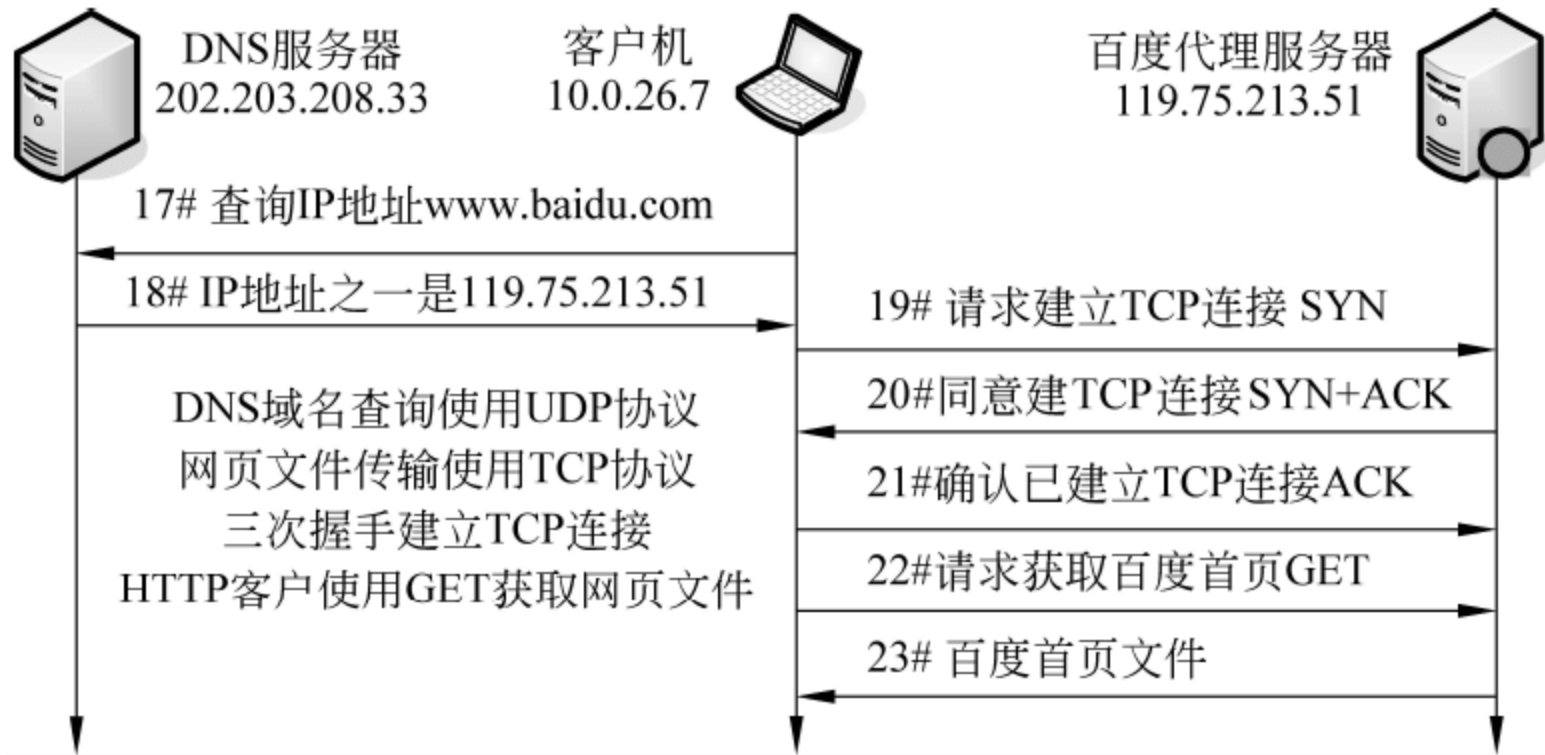 DNS服务器
202.203.208.33
客户机
10.0.26.7
百度代理服务器
119.75.213.51
17# 查询IP地址www.baidu.com
18# IP地址之一是119.75.213.51
19# 请求建立TCP连接 SYN
20#同意建TCP连接SYN+ACK
21#确认已建立TCP连接ACK
22#请求获取百度首页GET
23# 百度首页文件
DNS域名查询使用UDP协议
网页文件传输使用TCP协议
三次握手建立TCP连接
HTTP客户使用GET获取网页文件